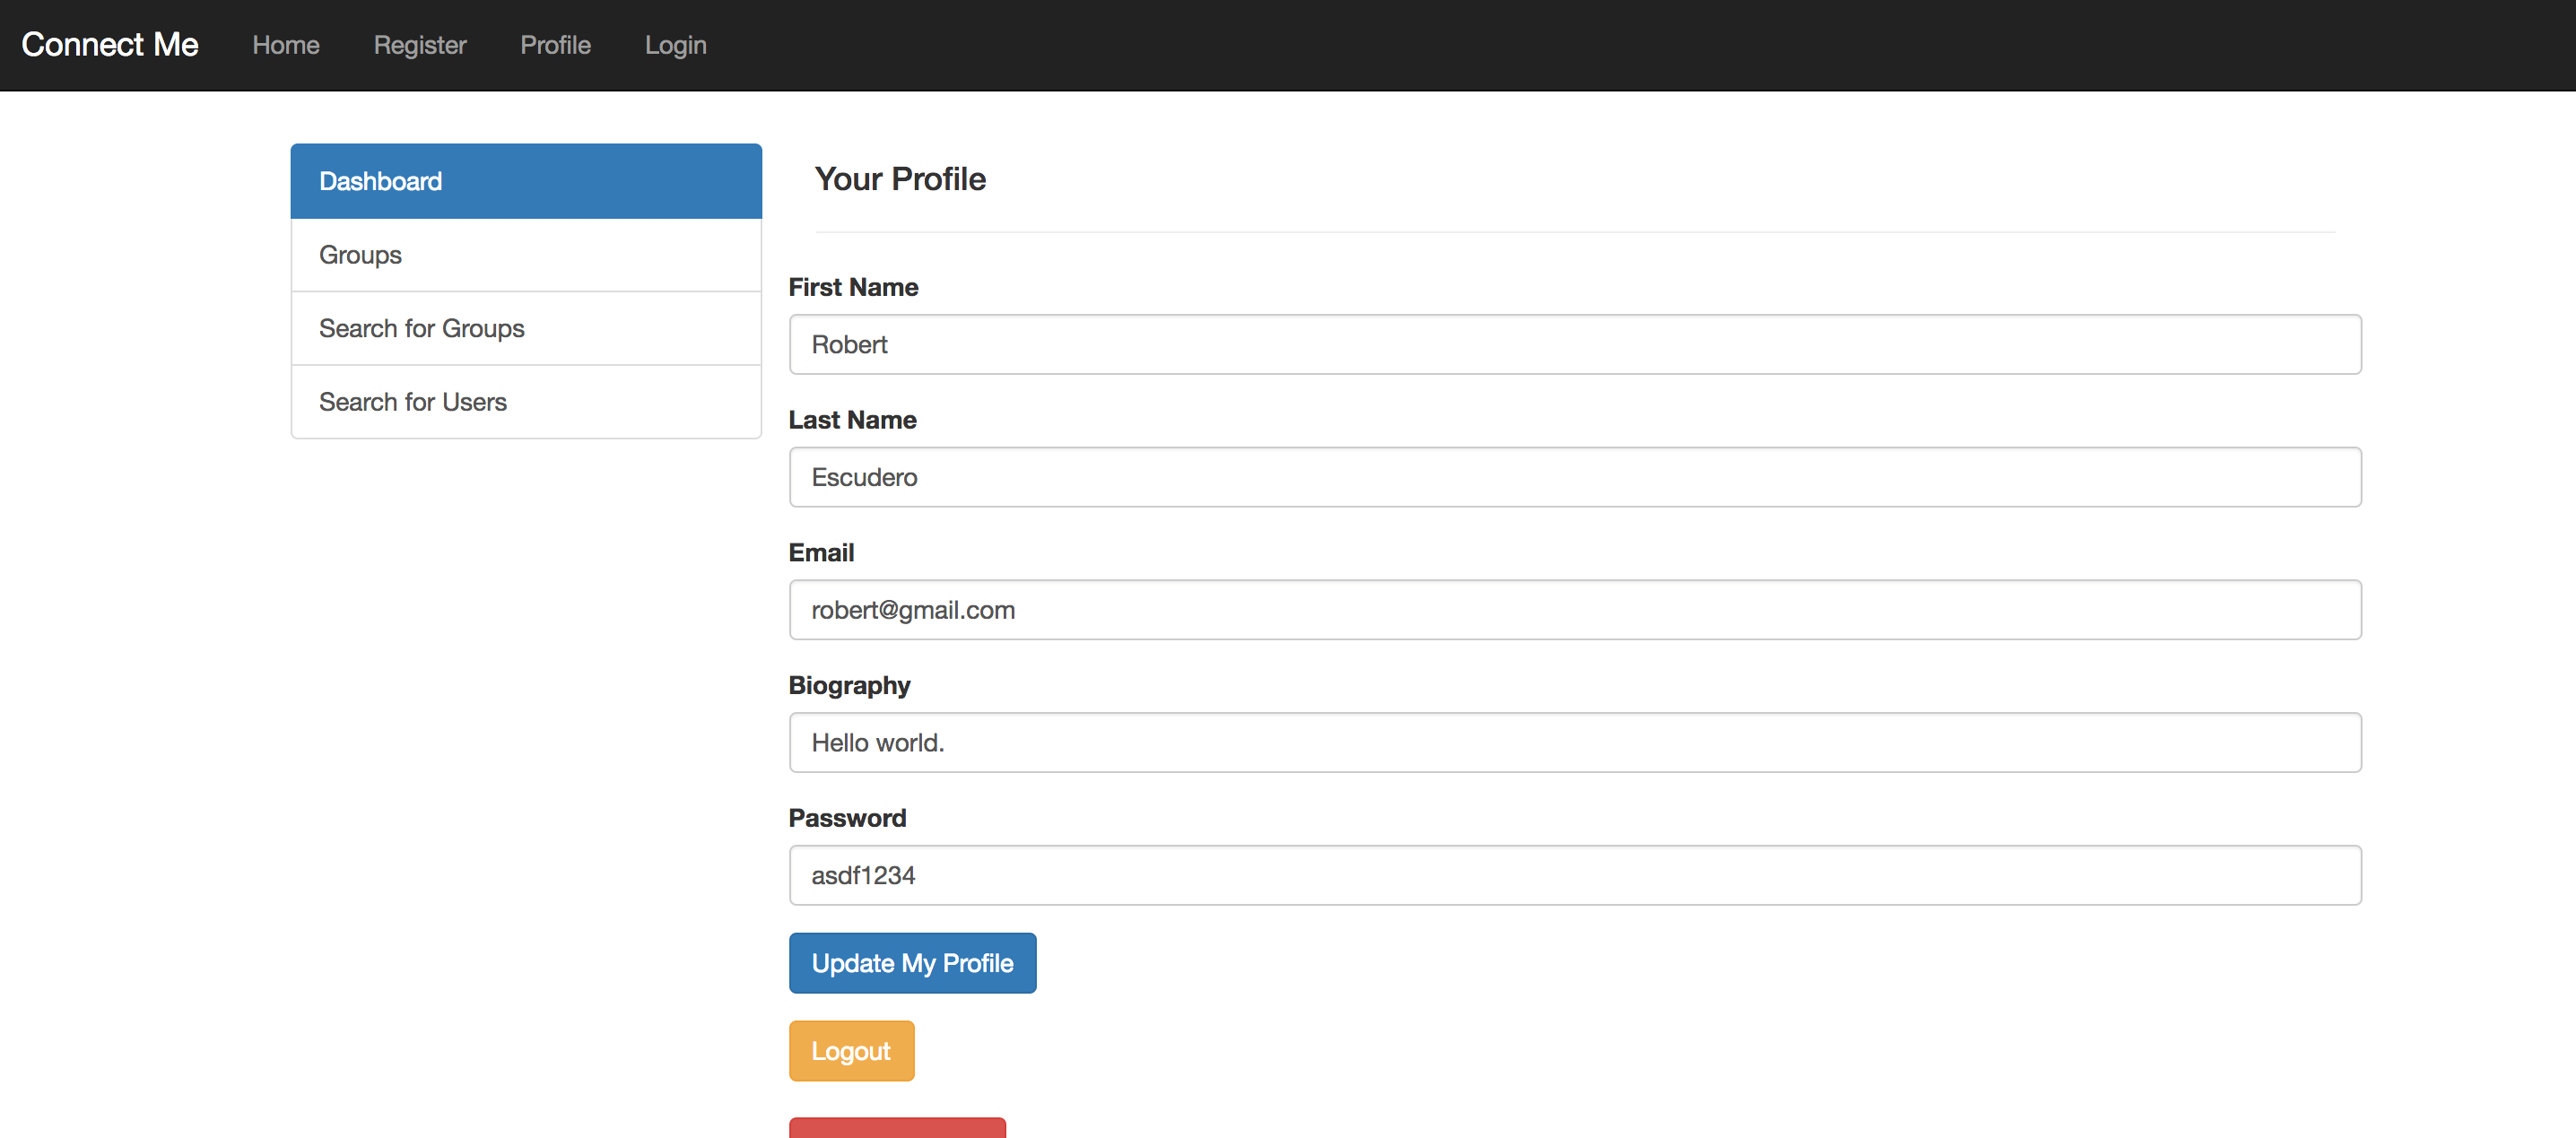 Connect Me Home Register Profile Login
Dashboard
Groups
Search for Groups
Search for Users
Your Profile
First Name
Robert
Last Name
Escudero
Email
robert@gmail.com
Biography
Hello world.
Password
asdf1234
Update My Profile
Logout